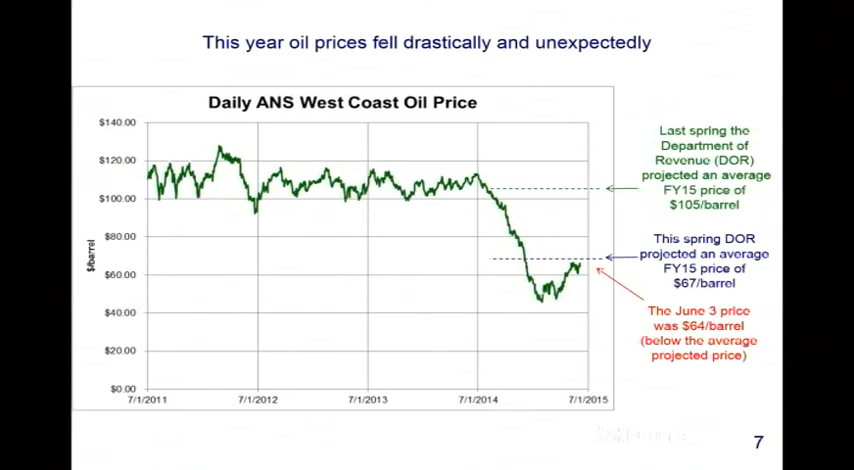 This year oil prices fell drastically and unexpectedly
Daily ANS West Coast Oil Price
$140.00
$120.00
$100.00
$80.00
$60.00
$40.00
$20.00
$0.00
$/barrel
7/1/2011
7/1/2012
7/1/2013
7/1/2014
7/1/2015
Last spring the
Department of
Revenue (DOR)
projected an average
FY15 price of
$105/barrel
This spring DOR
projected an average
FY15 price of
$67/barrel
The June 3 price
was $64/barrel
(below the average
projected price)
7